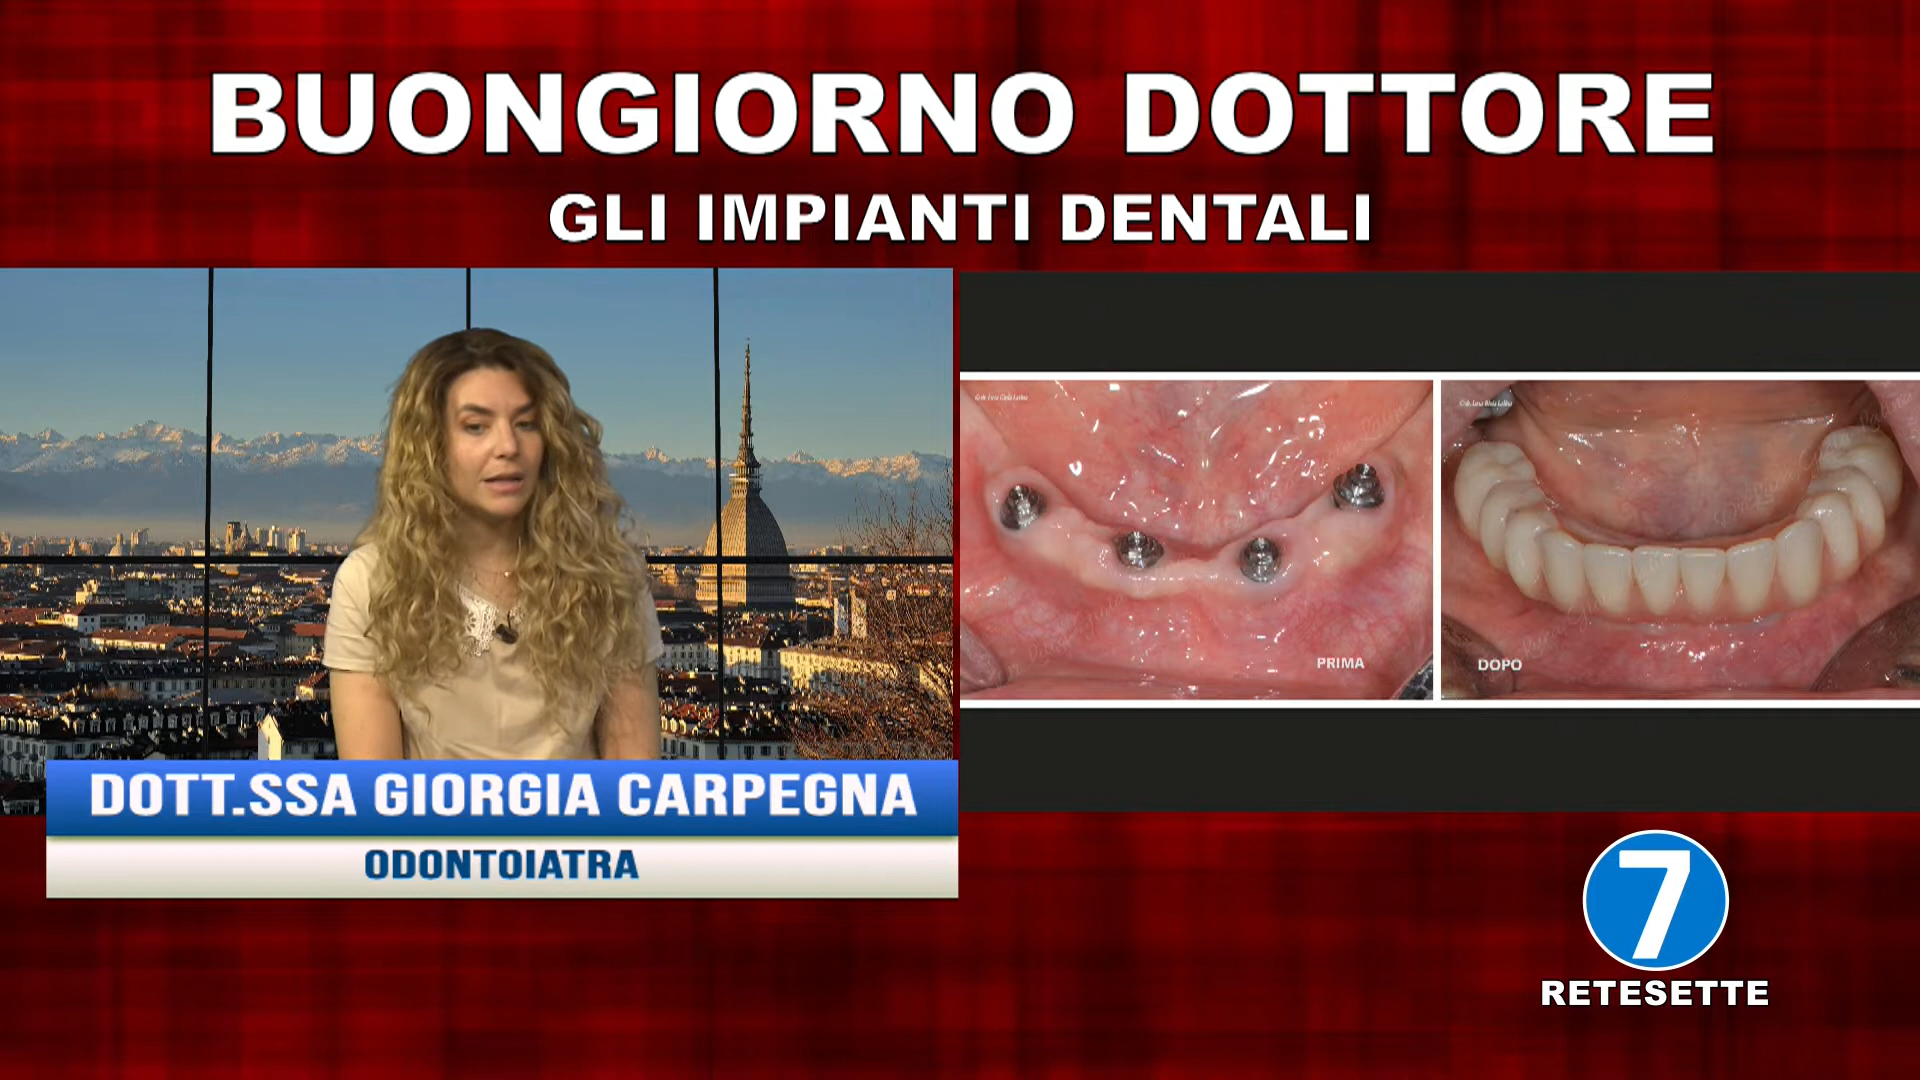 BUONGIORNO DOTTORE
GLI IMPIANTI DENTALI
PRIMA
DOPO
DOTT.SSA GIORGIA CARPEGNA
ODONTOIATRA
7
RETESETTE